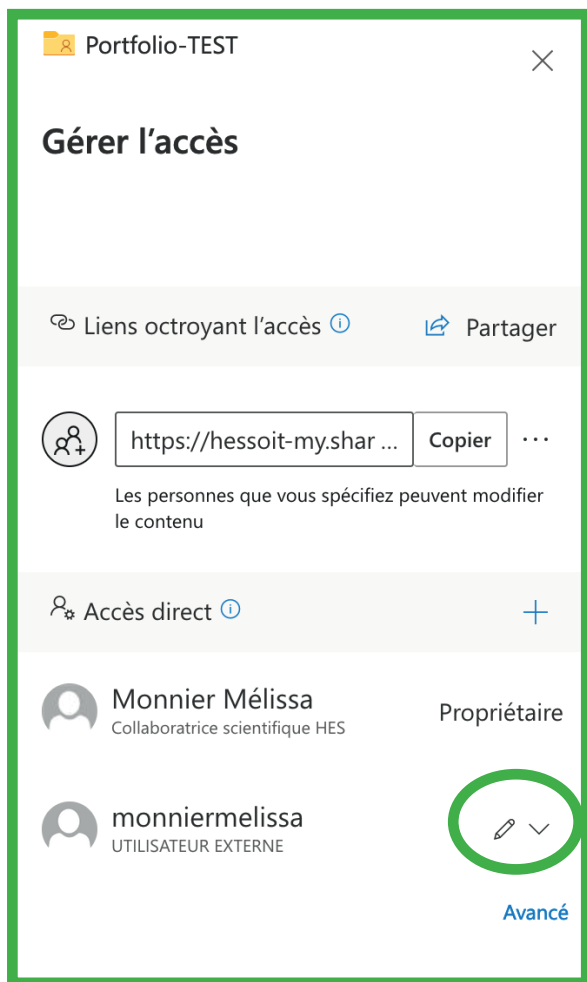 Portfolio-TEST
Gérer l’accès
Liens octroyant l’accès
Partager
https://hessoit-my.shar ...
Copier
Les personnes que vous spécifiez peuvent modifier
le contenu
Accès direct
Monnier Mélissa
Collaboratrice scientifique HES
Propriétaire
monniermelissa
UTILISATEUR EXTERNE
Avancé